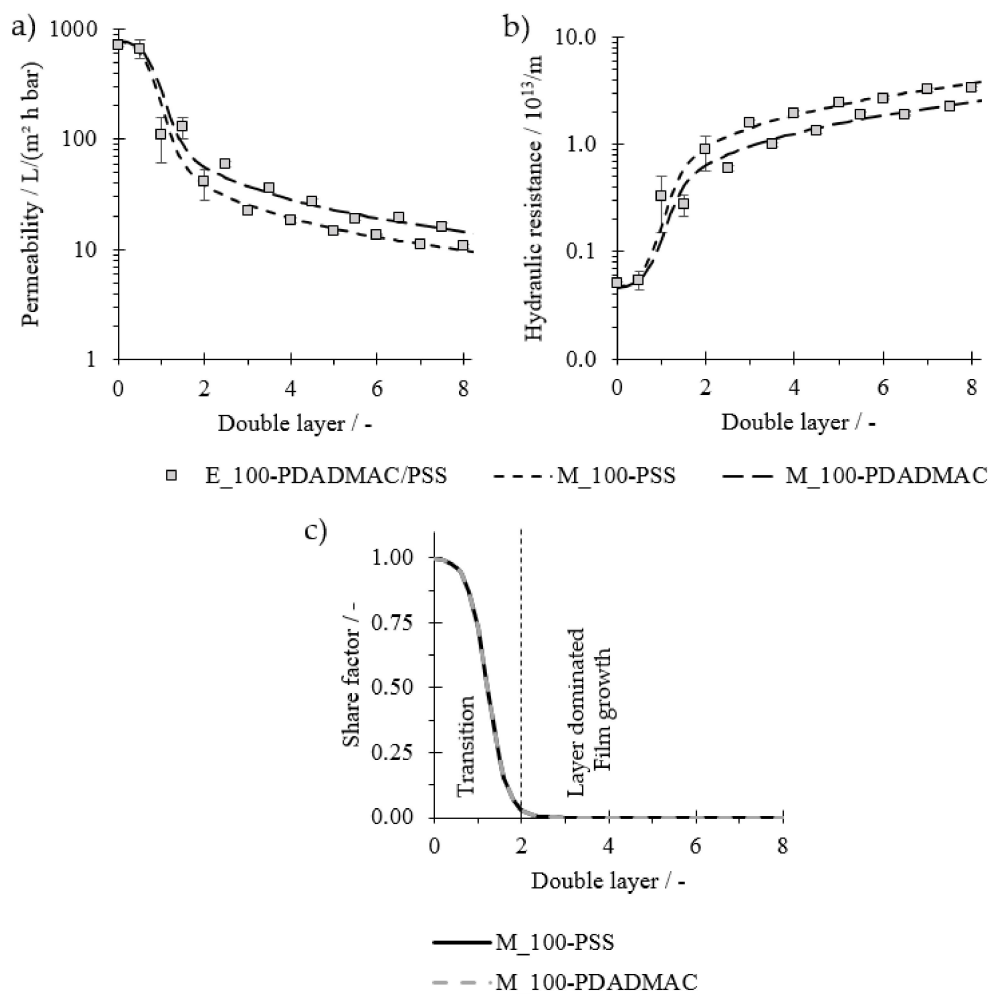 a)
Permeability / L/(m² h bar)
1000
100
10
1
0 2 4 6 8
Double layer / -
b)
Hydraulic resistance / 10¹³/m
10.0
1.0
0.1
0.0
0 2 4 6 8
Double layer / -
E_100-PDADMAC/PSS M_100-PSS M_100-PDADMAC
c)
Share factor / -
1.00
0.75
0.50
0.25
0.00
Transition
Layer dominated
Film growth
0 2 4 6 8
Double layer / -
M_100-PSS
M_100-PDADMAC